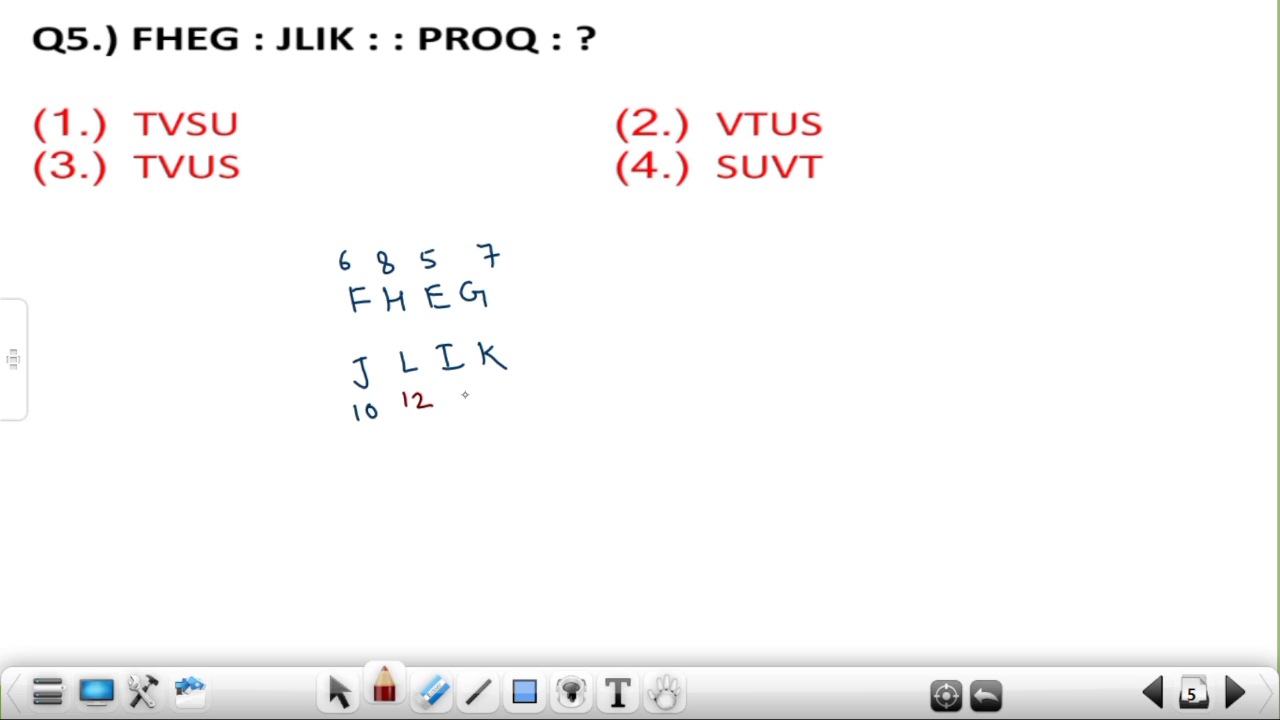 Q5.) FHEG : JLIK : : PROQ : ?
(1.) TVSU (2.) VTUS
(3.) TVUS (4.) SUVT
6 8 5 7
F H E G
J L I K
10 12
T
5